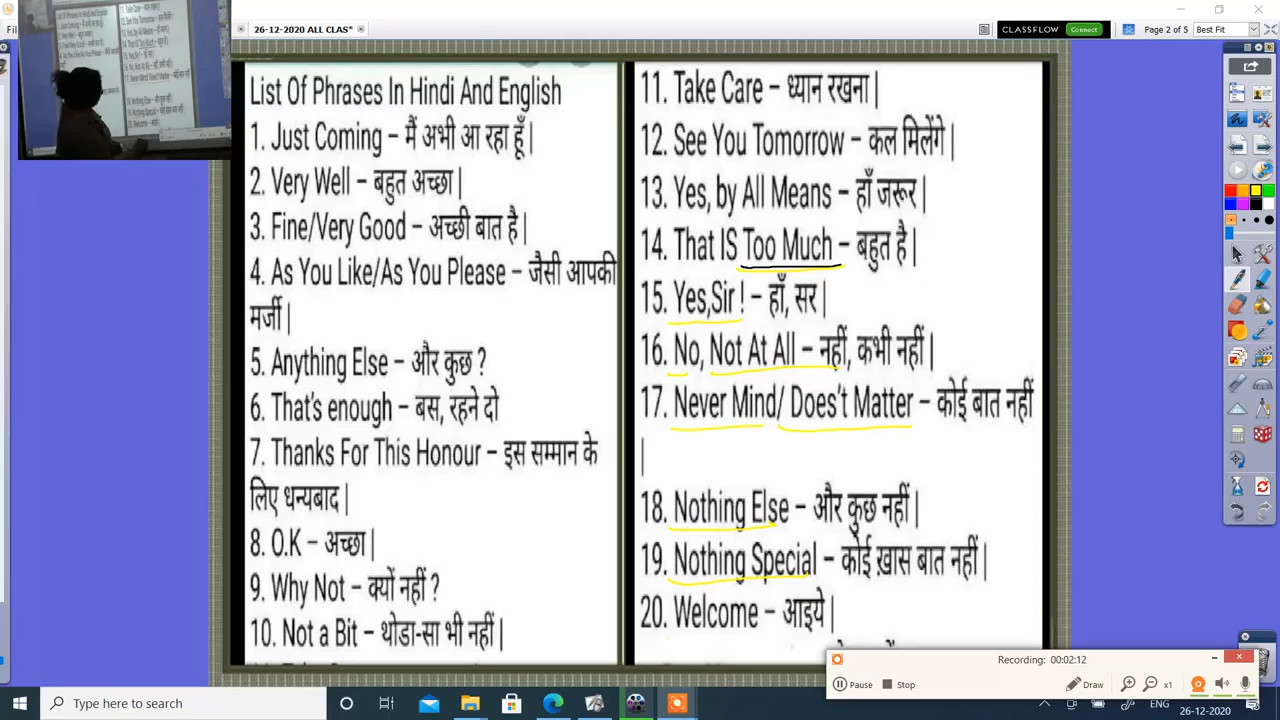 26-12-2020 ALL CLAS*
CLASSFLOW
Connect
Page 2 of 5
Best Fit
List Of Phrases In Hindi And English
1. Just Coming – मैं अभी आ रहा हूँ |
2. Very Well – बहुत अच्छा |
3. Fine/Very Good – अच्छी बात है |
4. As You Like/As You Please – जैसी आपकी
मर्जी |
5. Anything Else – और कुछ ?
6. That's enough – बस, रहने दो
7. Thanks For This Honour – इस सम्मान के
लिए धन्यबाद |
8. O.K – अच्छा |
9. Why Not – क्यों नहीं ?
10. Not a Bit – थोडा-सा भी नहीं |
11. Take Care – ध्यान रखना |
12. See You Tomorrow – कल मिलेंगे |
13. Yes, by All Means – हाँ जरूर |
14. That IS Too Much – बहुत है |
15. Yes,Sir ! – हाँ, सर |
16. No, Not At All – नहीं, कभी नहीं |
17. Never Mind/ Does't Matter – कोई बात नहीं
|
18. Nothing Else – और कुछ नहीं |
19. Nothing Special – कोई ख़ास बात नहीं |
20. Welcome – आइये |
Recording: 00:02:12
Pause
Stop
x1
Draw
Type here to search
ENG
26-12-2020